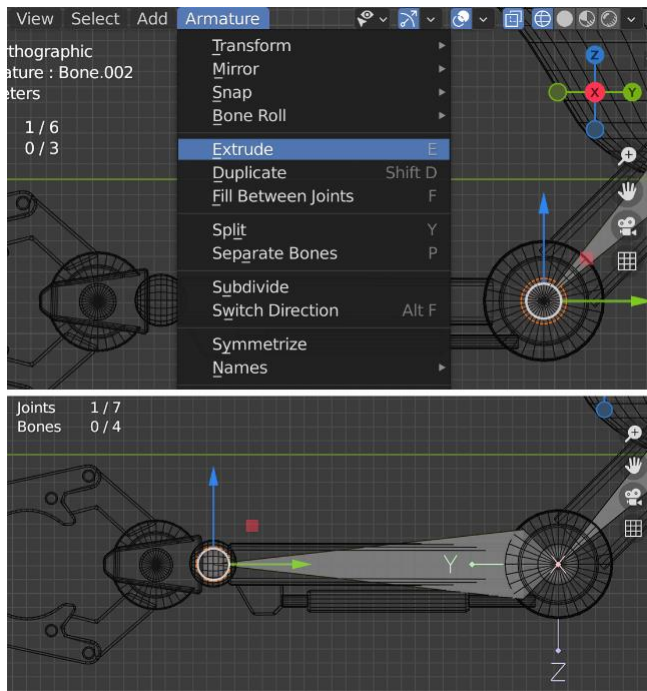 View Select Add Armature
rthographic
ature : Bone.002
eters
1 / 6
0 / 3
Transform
Mirror
Snap
Bone Roll
Extrude E
Duplicate Shift D
Fill Between Joints F
Split Y
Separate Bones P
Subdivide
Switch Direction Alt F
Symmetrize
Names
Z
X
Y
Joints 1 / 7
Bones 0 / 4
Y
Z